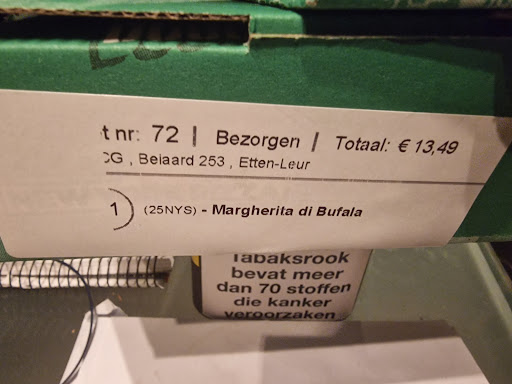 t nr: 72 | Bezorgen | Totaal: € 13,49
CG , Belaard 253 , Etten-Leur
1 (25NYS) - Margherita di Bufala
Tabaksrook
bevat meer
dan 70 stoffen
die kanker
veroorzaken